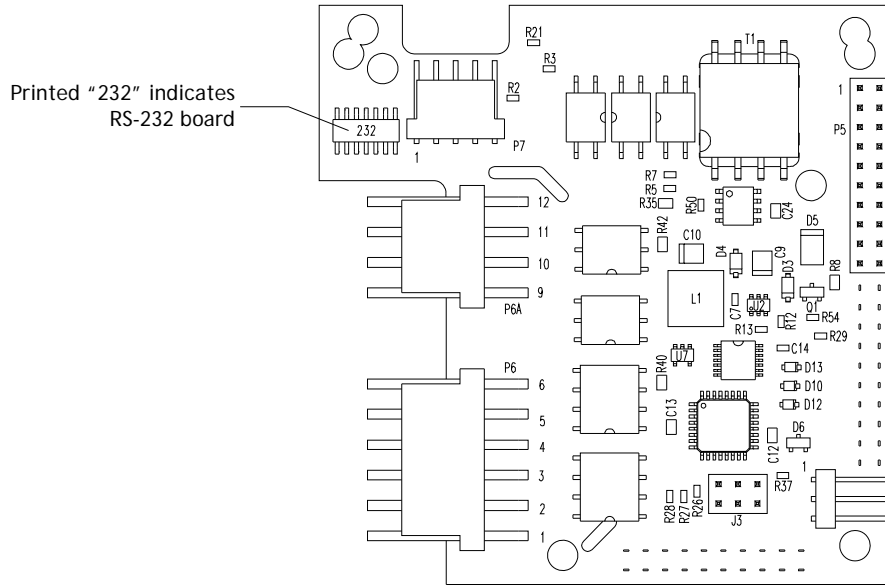 R21
T1
R3
Printed “232” indicates
RS-232 board
R2
1
P5
232
1
P7
R7
R5
R35
R50
C24
12
11
10
9
P6A
R42
C10
D4
C9
D5
D3
R8
L1
C7
U2
Q1
R12
R54
R13
R29
C14
P6
6
5
4
3
2
1
U7
R40
D13
D10
D12
C13
C12
D6
1
R37
R28
R27
R26
J3